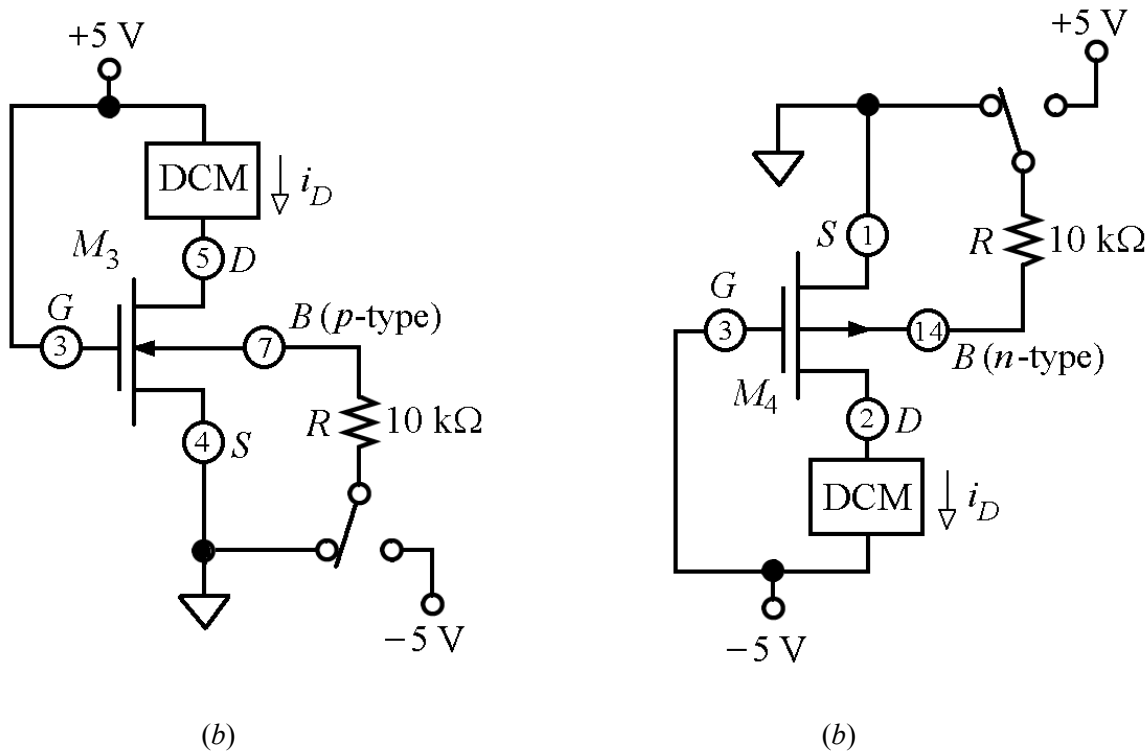 +5 V
DCM
i_D
M_3
5 D
G
3
B (p-type)
7
R 10 kΩ
4 S
−5 V
(b)
+5 V
S 1
R 10 kΩ
G
3
14
B (n-type)
M_4
2 D
DCM
i_D
−5 V
(b)